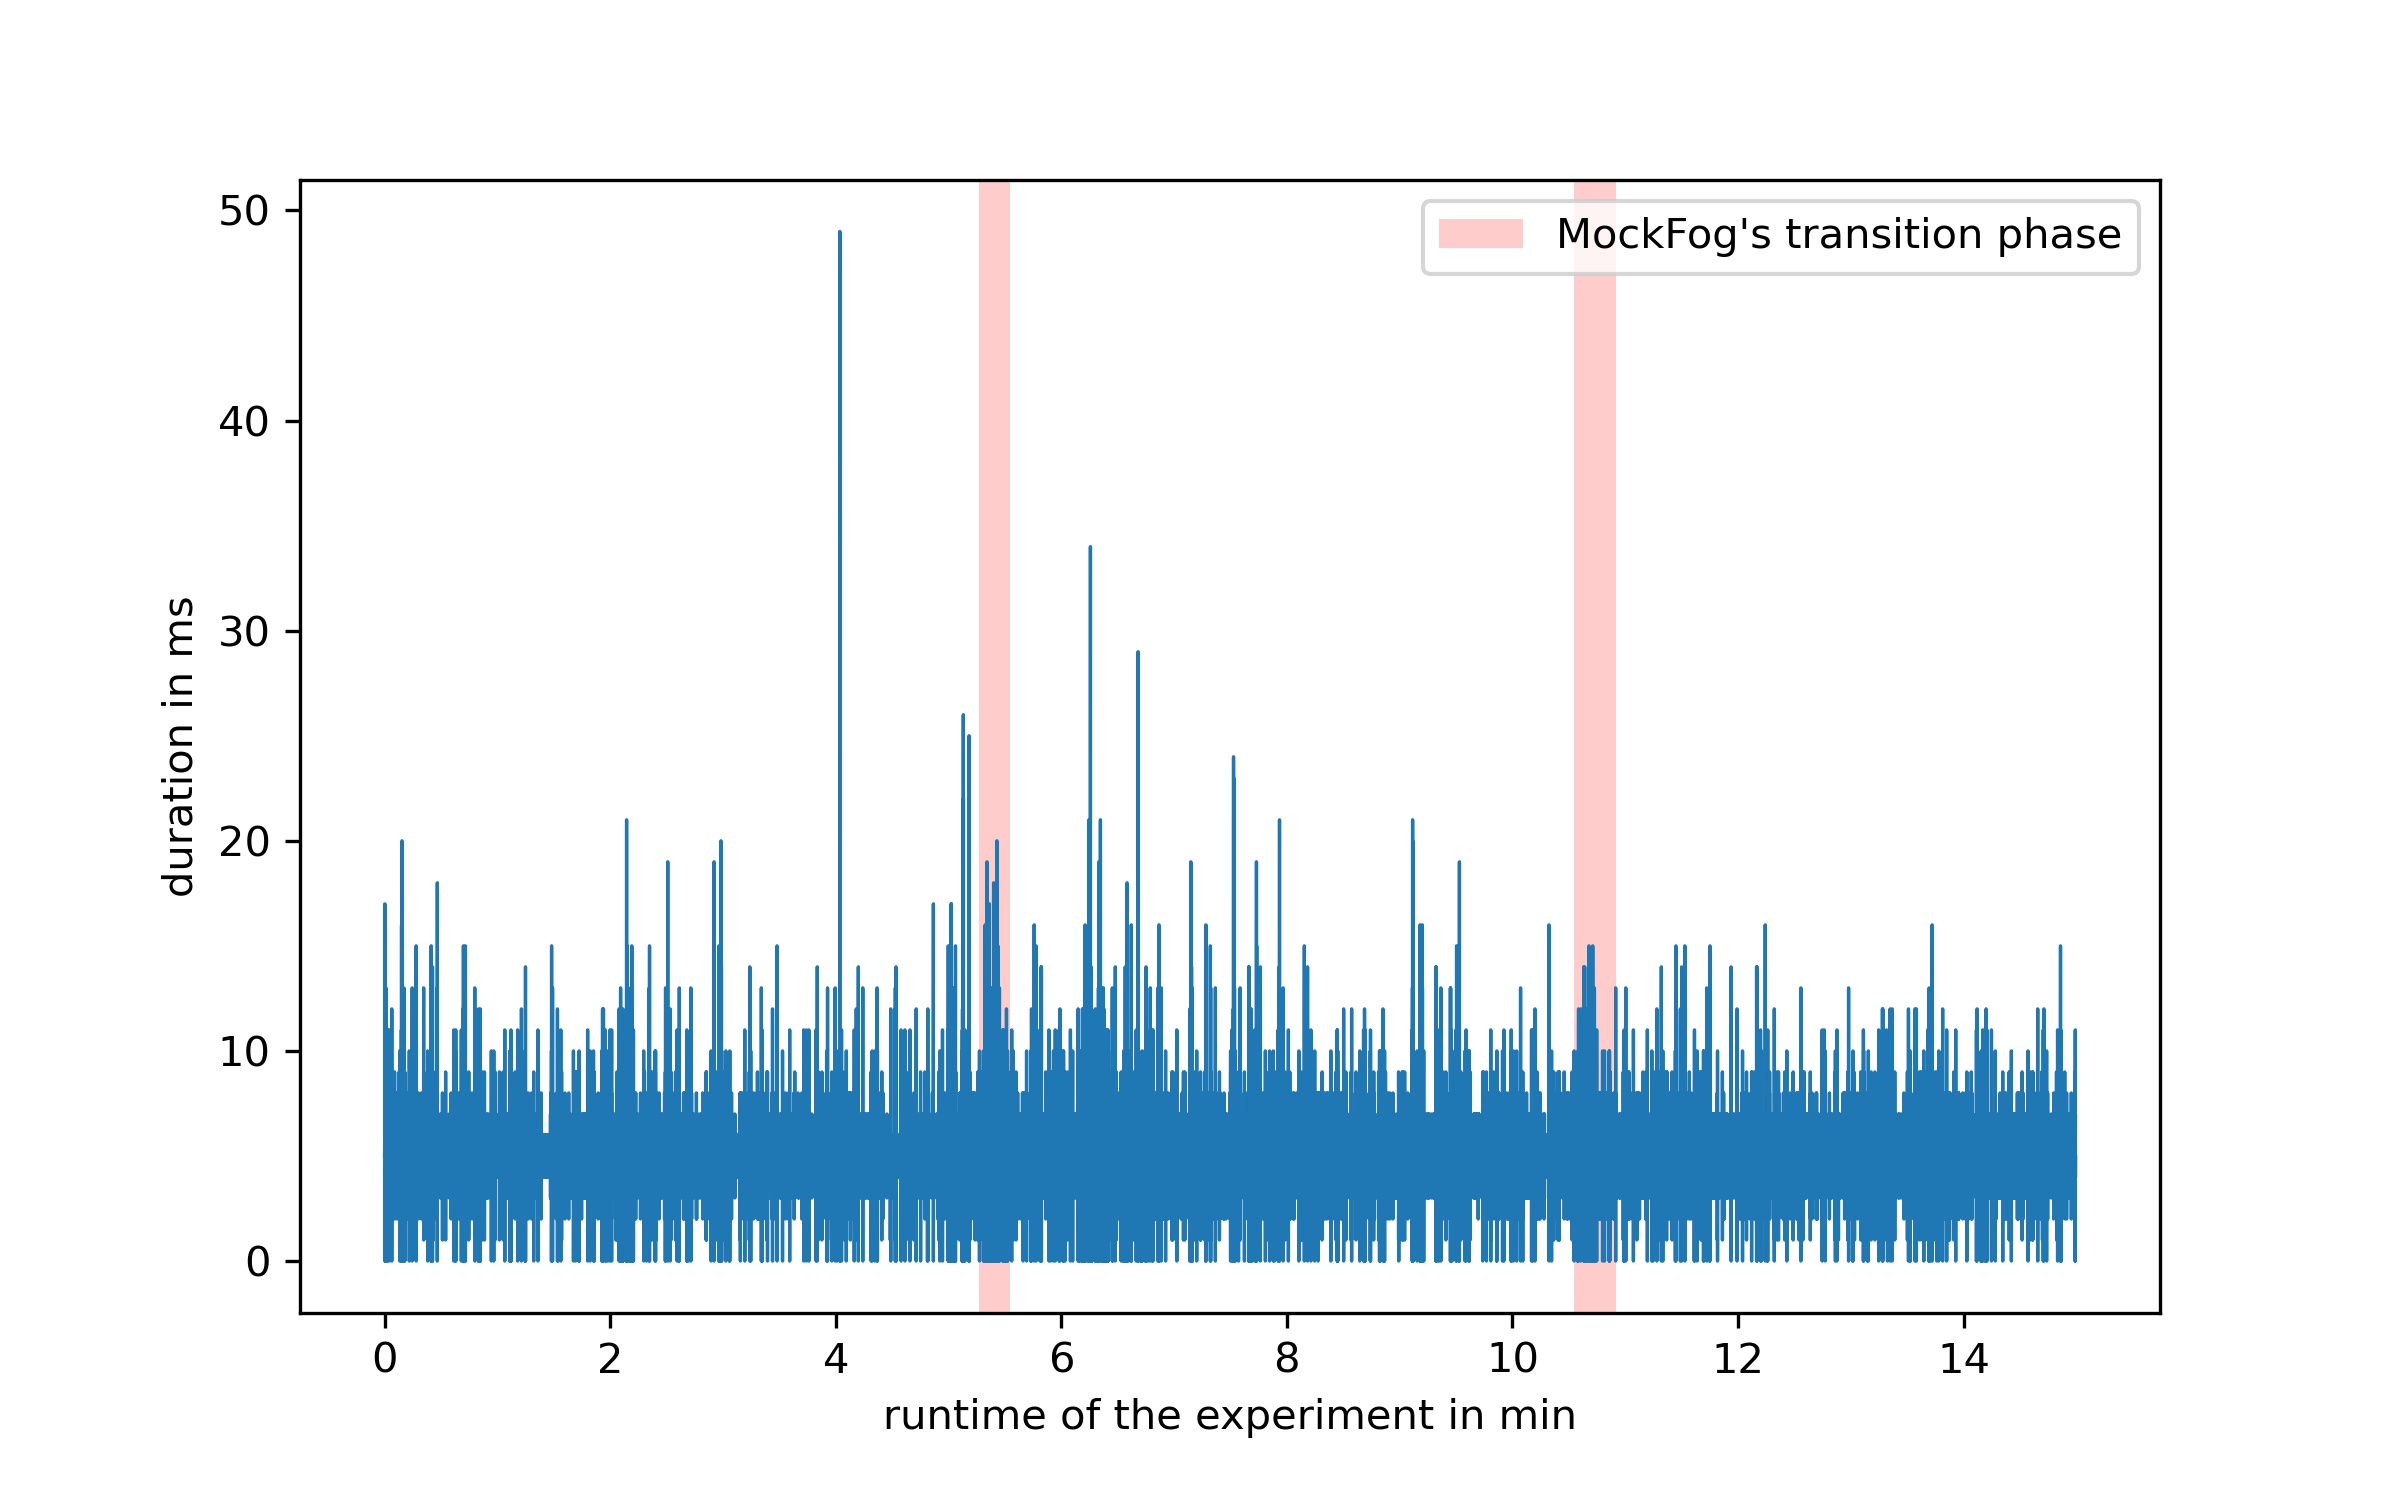 MockFog's transition phase
50
40
30
20
10
0
duration in ms
0 2 4 6 8 10 12 14
runtime of the experiment in min